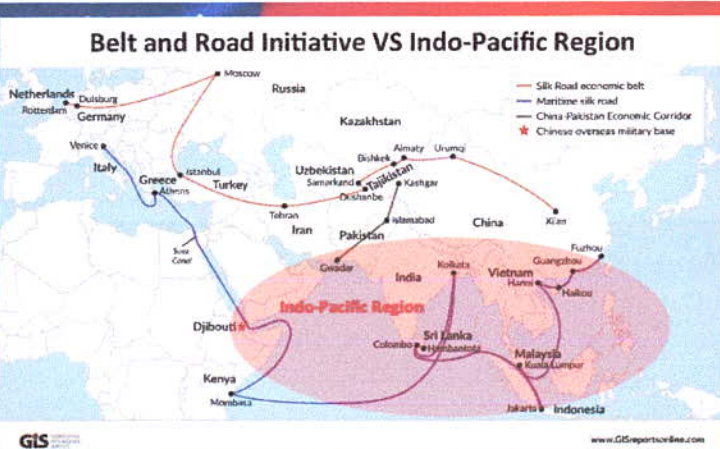 Belt and Road Initiative VS Indo-Pacific Region
Silk Road economic belt
Maritime silk road
China-Pakistan Economic Corridor
Chinese overseas military base
Moscow
Russia
Netherlands
Rotterdam
Duisburg
Germany
Kazakhstan
Venice
Italy
Almaty
Urumqi
Bishkek
Uzbekistan
Samarkand
Tajikistan
Dushanbe
Kashgar
Istanbul
Greece
Athens
Turkey
Tehran
Iran
Islamabad
Pakistan
China
Xi'an
Suez
Canal
Gwadar
Fuzhou
Guangzhou
Kolkata
India
Vietnam
Hanoi
Haikou
Indo-Pacific Region
Djibouti
Sri Lanka
Colombo
Hambantota
Malaysia
Kuala Lumpur
Kenya
Mombasa
Jakarta
Indonesia
GIS
www.GISreportsonline.com